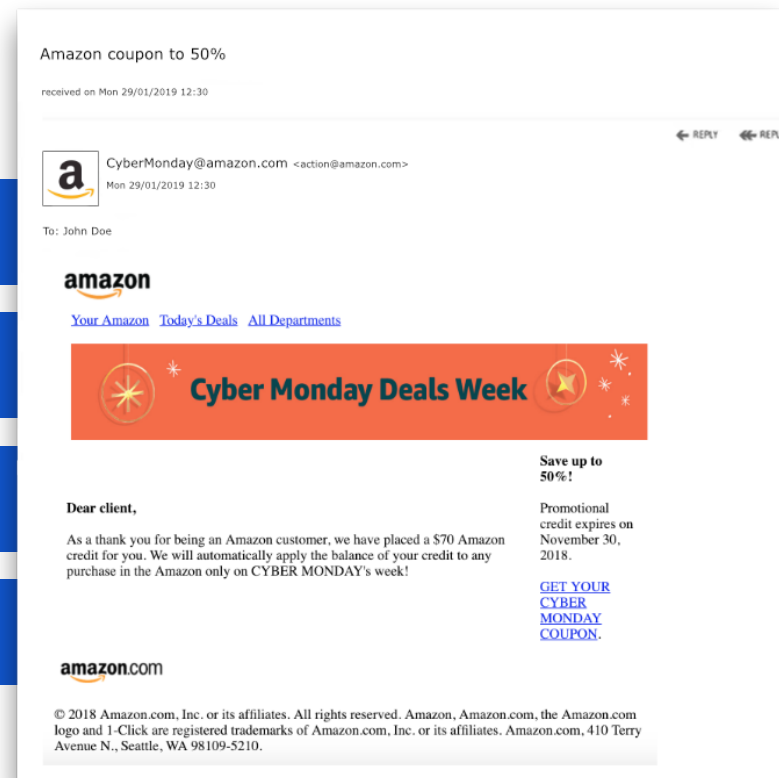 Amazon coupon to 50%
received on Mon 29/01/2019 12:30
REPLY
a
CyberMonday@amazon.com <action@amazon.com>
Mon 29/01/2019 12:30
To: John Doe
amazon
Your Amazon Today's Deals All Departments
Cyber Monday Deals Week
Save up to
50%!
Dear client,
As a thank you for being an Amazon customer, we have placed a $70 Amazon
credit for you. We will automatically apply the balance of your credit to any
purchase in the Amazon only on CYBER MONDAY's week!
Promotional
credit expires on
November 30,
2018.
GET YOUR
CYBER
MONDAY
COUPON.
amazon.com
© 2018 Amazon.com, Inc. or its affiliates. All rights reserved. Amazon, Amazon.com, the Amazon.com
logo and 1-Click are registered trademarks of Amazon.com, Inc. or its affiliates. Amazon.com, 410 Terry
Avenue N., Seattle, WA 98109-5210.